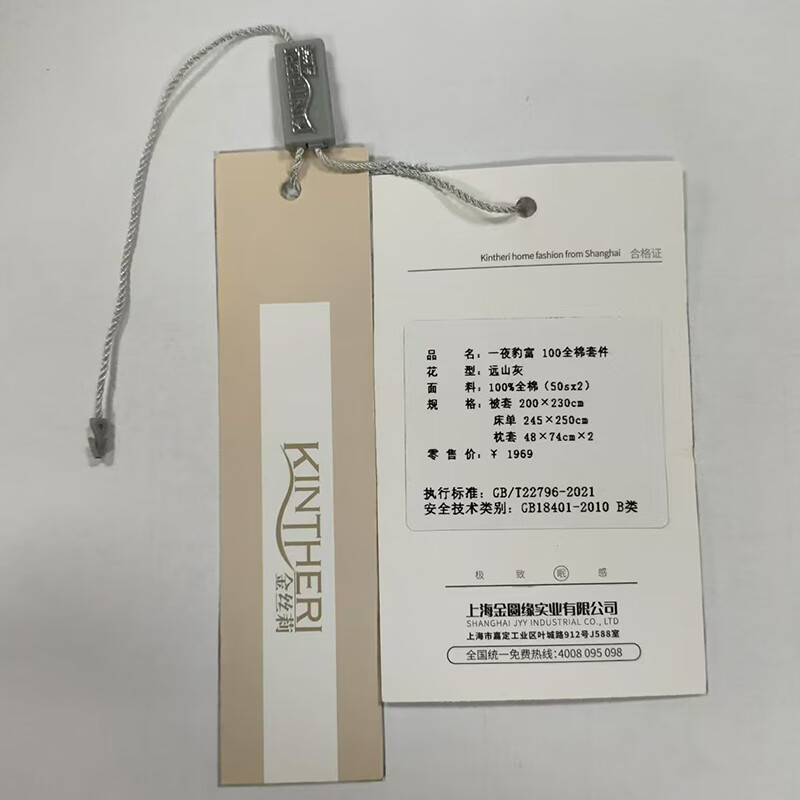 KINTHERI
KINTHERI
金丝莉
Kintheri home fashion from Shanghai 合格证
品 名：一夜豹富 100全棉套件
花 型：远山灰
面 料：100%全棉（50sx2）
规 格：被套 200×230cm
床单 245×250cm
枕套 48×74cm×2
零 售 价：￥ 1969
执行标准：GB/T22796-2021
安全技术类别：GB18401-2010 B类
极 致 眠 感
上海金圆缘实业有限公司
SHANGHAI JYY INDUSTRIAL CO., LTD
上海市嘉定工业区叶城路912号J588室
全国统一免费热线：4008 095 098